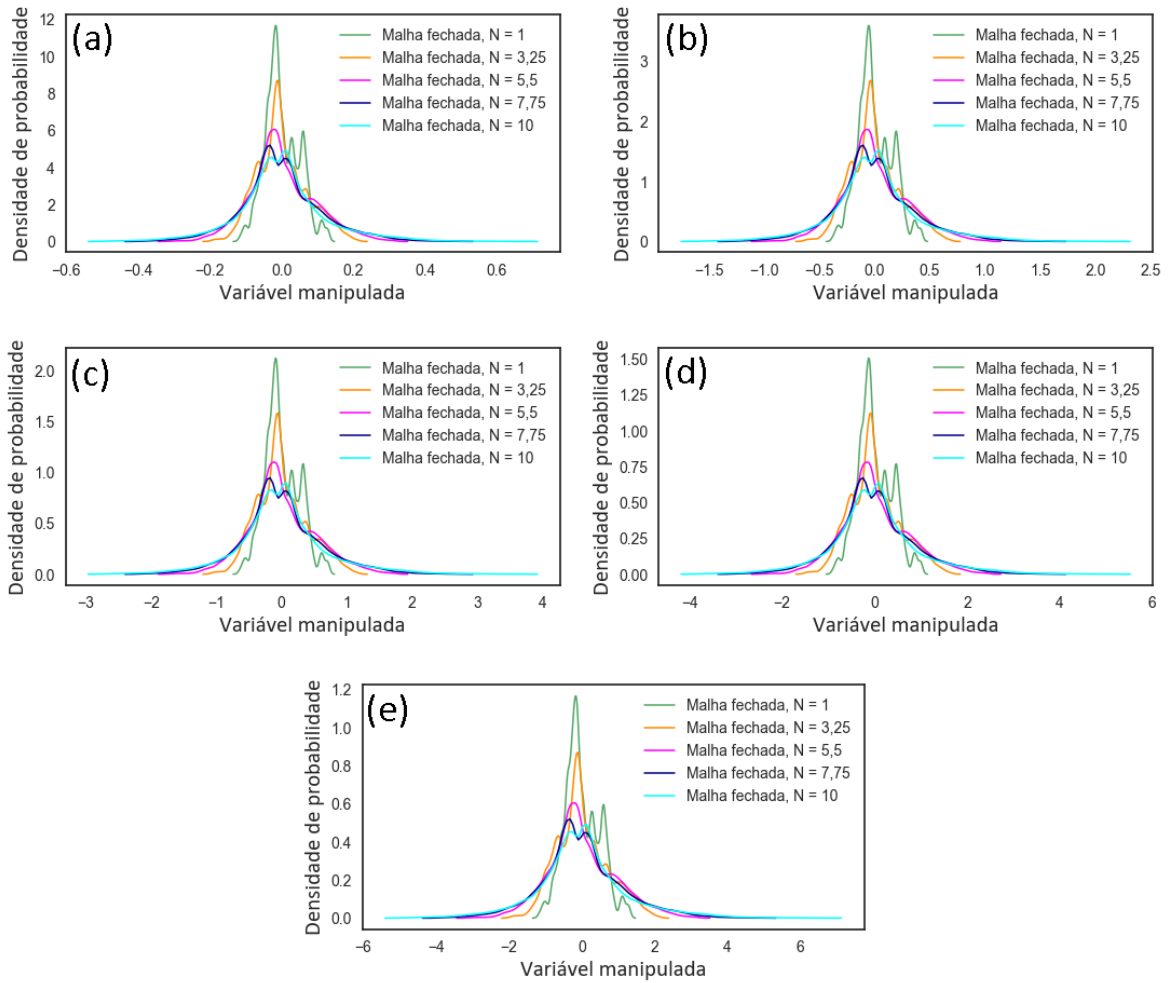 (a)
Densidade de probabilidade
12
10
8
6
4
2
0
Malha fechada, N = 1
Malha fechada, N = 3,25
Malha fechada, N = 5,5
Malha fechada, N = 7,75
Malha fechada, N = 10
−0.6 −0.4 −0.2 0.0 0.2 0.4 0.6
Variável manipulada
(b)
Densidade de probabilidade
3
2
1
0
Malha fechada, N = 1
Malha fechada, N = 3,25
Malha fechada, N = 5,5
Malha fechada, N = 7,75
Malha fechada, N = 10
−1.5 −1.0 −0.5 0.0 0.5 1.0 1.5 2.0 2.5
Variável manipulada
(c)
Densidade de probabilidade
2.0
1.5
1.0
0.5
0.0
Malha fechada, N = 1
Malha fechada, N = 3,25
Malha fechada, N = 5,5
Malha fechada, N = 7,75
Malha fechada, N = 10
−3 −2 −1 0 1 2 3 4
Variável manipulada
(d)
Densidade de probabilidade
1.50
1.25
1.00
0.75
0.50
0.25
0.00
Malha fechada, N = 1
Malha fechada, N = 3,25
Malha fechada, N = 5,5
Malha fechada, N = 7,75
Malha fechada, N = 10
−4 −2 0 2 4 6
Variável manipulada
(e)
Densidade de probabilidade
1.2
1.0
0.8
0.6
0.4
0.2
0.0
Malha fechada, N = 1
Malha fechada, N = 3,25
Malha fechada, N = 5,5
Malha fechada, N = 7,75
Malha fechada, N = 10
−6 −4 −2 0 2 4 6
Variável manipulada